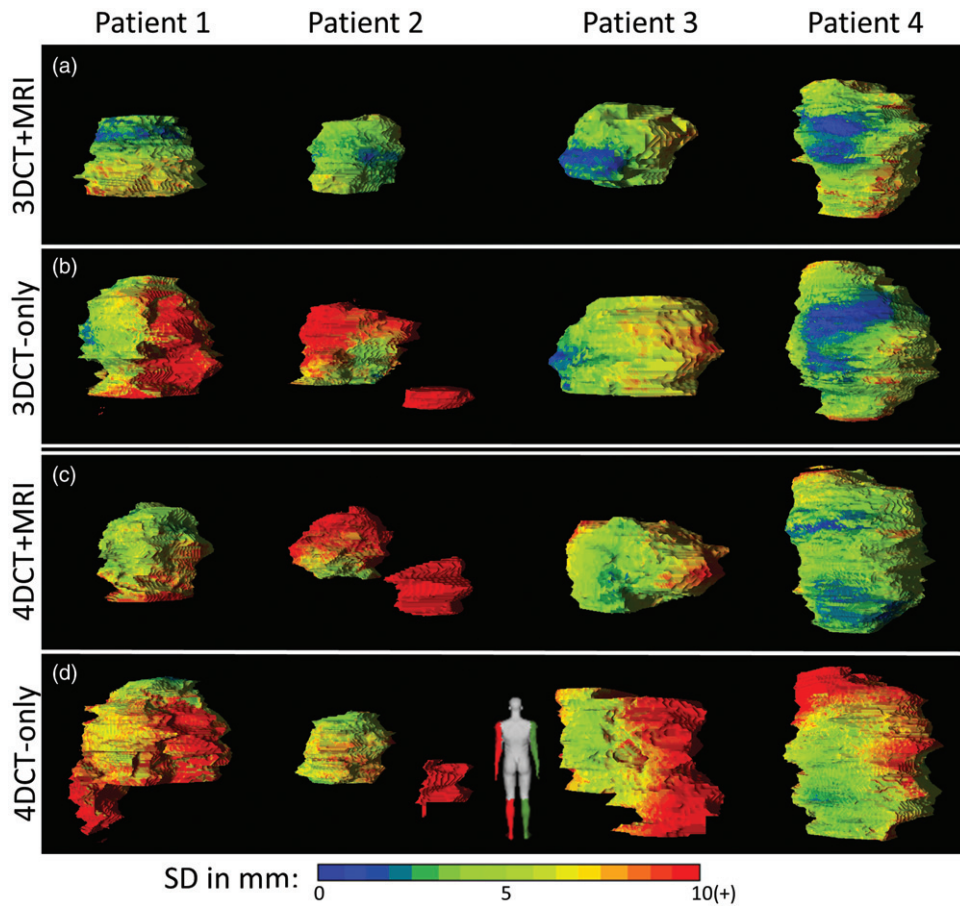 Patient 1 Patient 2 Patient 3 Patient 4
3DCT+MRI
(a)
3DCT-only
(b)
4DCT+MRI
(c)
4DCT-only
(d)
SD in mm:
0 5 10(+)